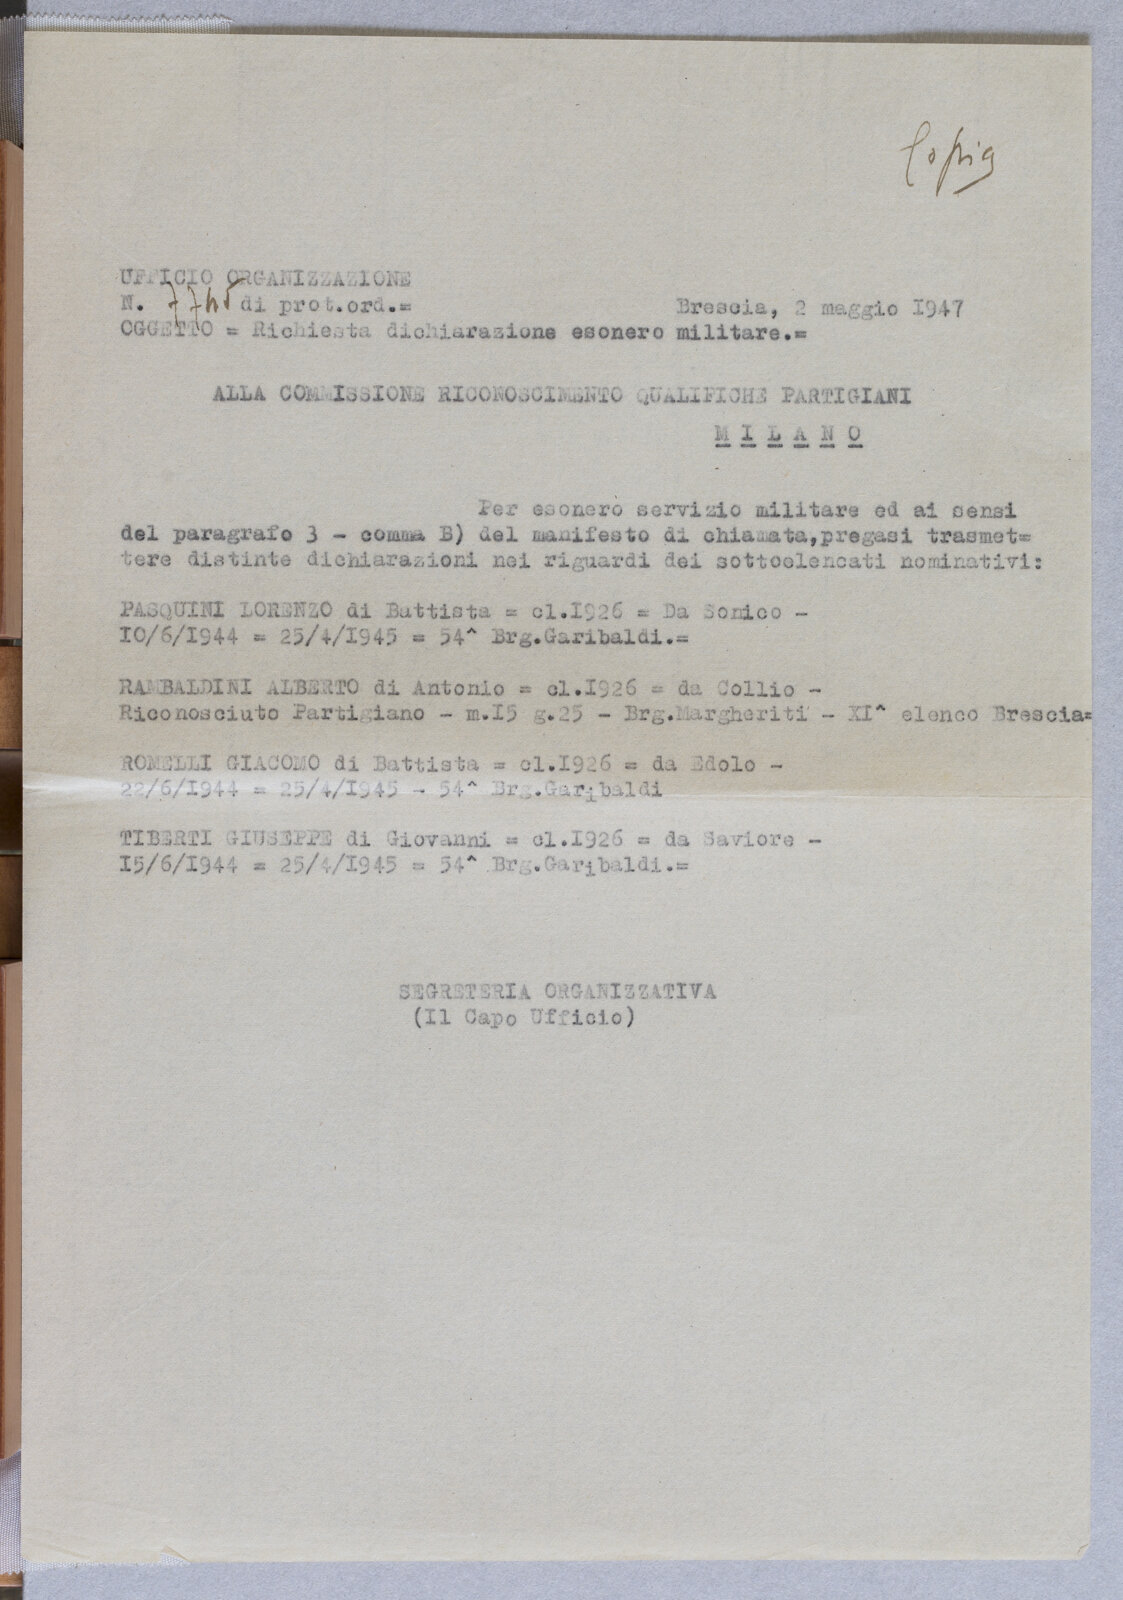 Copia
UFFICIO ORGANIZZAZIONE
N. 7745 di prot.ord.=
Brescia, 2 maggio 1947
OGGETTO = Richiesta dichiarazione esonero militare.=
ALLA COMMISSIONE RICONOSCIMENTO QUALIFICHE PARTIGIANI
M I L A N O
Per esonero servizio militare ed ai sensi
del paragrafo 3 - comma B) del manifesto di chiamata,pregasi trasmet=
tere distinte dichiarazioni nei riguardi dei sottoelencati nominativi:
PASQUINI LORENZO di Battista = cl.1926 = Da Sonico -
10/6/1944 = 25/4/1945 = 54^ Brg.Garibaldi.=
RAMBALDINI ALBERTO di Antonio = cl.1926 = da Collio -
Riconosciuto Partigiano - m.15 g.25 - Brg.Margheriti - XI^ elenco Brescia=
ROMELLI GIACOMO di Battista = cl.1926 = da Edolo -
22/6/1944 = 25/4/1945 - 54^ Brg.Garibaldi
TIBERTI GIUSEPPE di Giovanni = cl.1926 = da Saviore -
15/6/1944 = 25/4/1945 = 54^ Brg.Garibaldi.=
SEGRETERIA ORGANIZZATIVA
(Il Capo Ufficio)